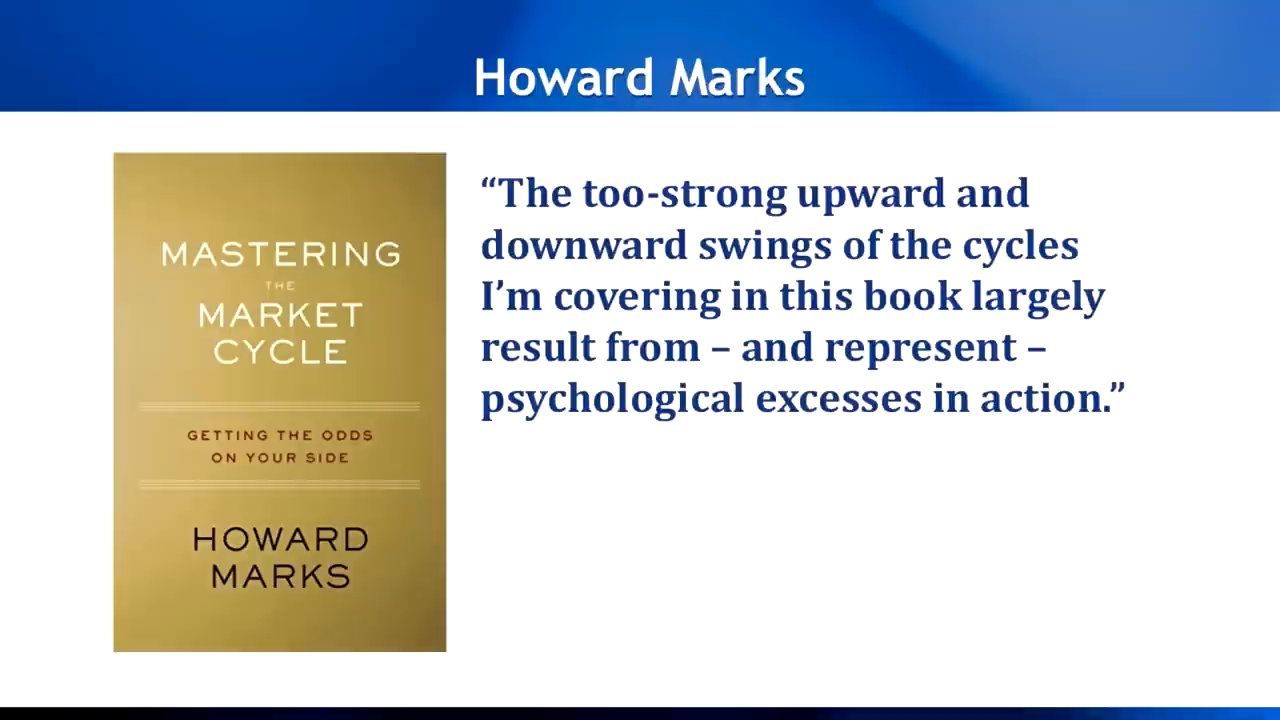 Howard Marks
MASTERING
THE
MARKET
CYCLE
GETTING THE ODDS
ON YOUR SIDE
HOWARD
MARKS
“The too-strong upward and
downward swings of the cycles
I’m covering in this book largely
result from – and represent –
psychological excesses in action.”